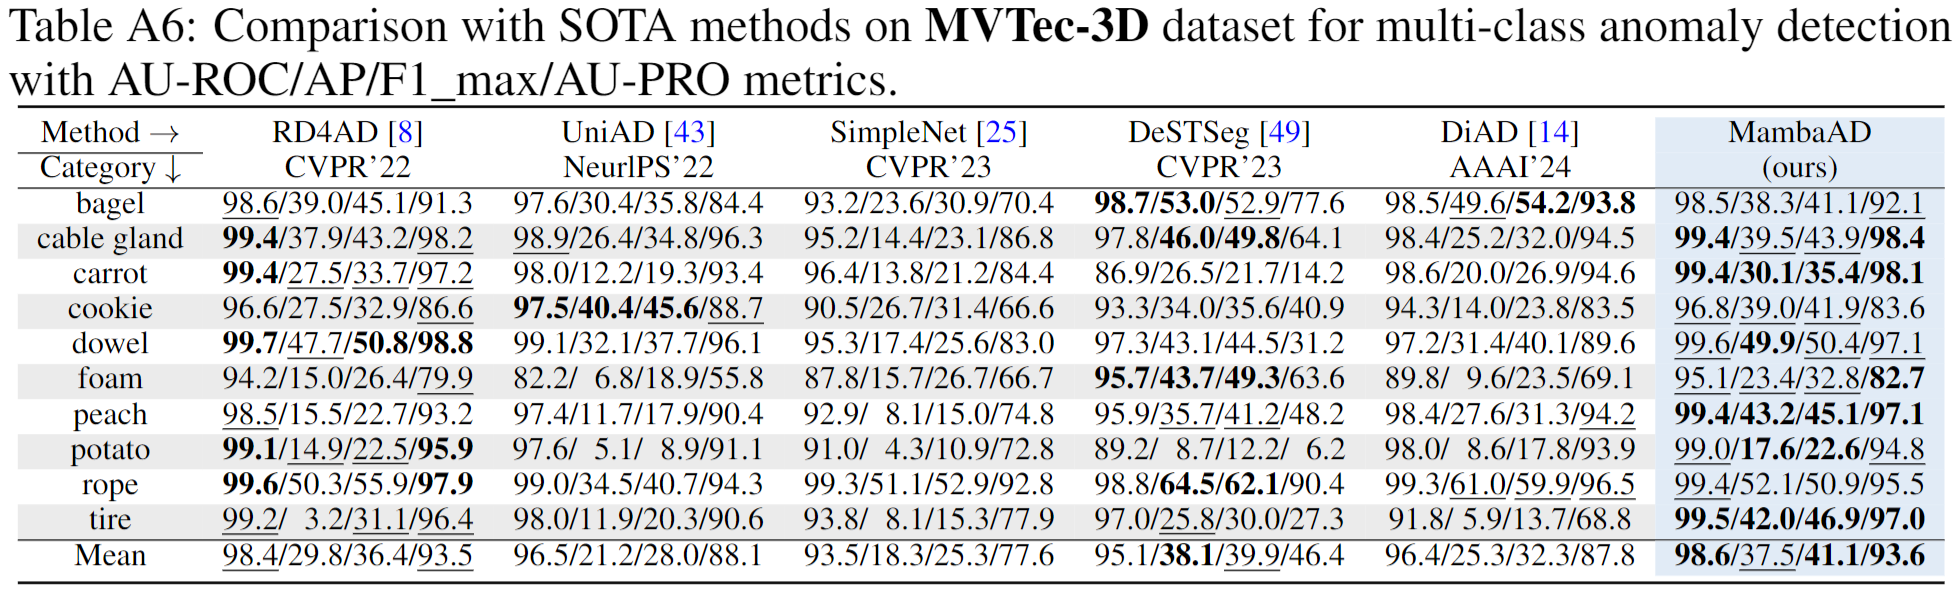 Table A6: Comparison with SOTA methods on MVTec-3D dataset for multi-class anomaly detection
with AU-ROC/AP/F1_max/AU-PRO metrics.
Method → RD4AD [8] UniAD [43] SimpleNet [25] DeSTSeg [49] DiAD [14] MambaAD
Category ↓ CVPR’22 NeurlPS’22 CVPR’23 CVPR’23 AAAI’24 (ours)
bagel 98.6/39.0/45.1/91.3 97.6/30.4/35.8/84.4 93.2/23.6/30.9/70.4 98.7/53.0/52.9/77.6 98.5/49.6/54.2/93.8 98.5/38.3/41.1/92.1
cable gland 99.4/37.9/43.2/98.2 98.9/26.4/34.8/96.3 95.2/14.4/23.1/86.8 97.8/46.0/49.8/64.1 98.4/25.2/32.0/94.5 99.4/39.5/43.9/98.4
carrot 99.4/27.5/33.7/97.2 98.0/12.2/19.3/93.4 96.4/13.8/21.2/84.4 86.9/26.5/21.7/14.2 98.6/20.0/26.9/94.6 99.4/30.1/35.4/98.1
cookie 96.6/27.5/32.9/86.6 97.5/40.4/45.6/88.7 90.5/26.7/31.4/66.6 93.3/34.0/35.6/40.9 94.3/14.0/23.8/83.5 96.8/39.0/41.9/83.6
dowel 99.7/47.7/50.8/98.8 99.1/32.1/37.7/96.1 95.3/17.4/25.6/83.0 97.3/43.1/44.5/31.2 97.2/31.4/40.1/89.6 99.6/49.9/50.4/97.1
foam 94.2/15.0/26.4/79.9 82.2/ 6.8/18.9/55.8 87.8/15.7/26.7/66.7 95.7/43.7/49.3/63.6 89.8/ 9.6/23.5/69.1 95.1/23.4/32.8/82.7
peach 98.5/15.5/22.7/93.2 97.4/11.7/17.9/90.4 92.9/ 8.1/15.0/74.8 95.9/35.7/41.2/48.2 98.4/27.6/31.3/94.2 99.4/43.2/45.1/97.1
potato 99.1/14.9/22.5/95.9 97.6/ 5.1/ 8.9/91.1 91.0/ 4.3/10.9/72.8 89.2/ 8.7/12.2/ 6.2 98.0/ 8.6/17.8/93.9 99.0/17.6/22.6/94.8
rope 99.6/50.3/55.9/97.9 99.0/34.5/40.7/94.3 99.3/51.1/52.9/92.8 98.8/64.5/62.1/90.4 99.3/61.0/59.9/96.5 99.4/52.1/50.9/95.5
tire 99.2/ 3.2/31.1/96.4 98.0/11.9/20.3/90.6 93.8/ 8.1/15.3/77.9 97.0/25.8/30.0/27.3 91.8/ 5.9/13.7/68.8 99.5/42.0/46.9/97.0
Mean 98.4/29.8/36.4/93.5 96.5/21.2/28.0/88.1 93.5/18.3/25.3/77.6 95.1/38.1/39.9/46.4 96.4/25.3/32.3/87.8 98.6/37.5/41.1/93.6